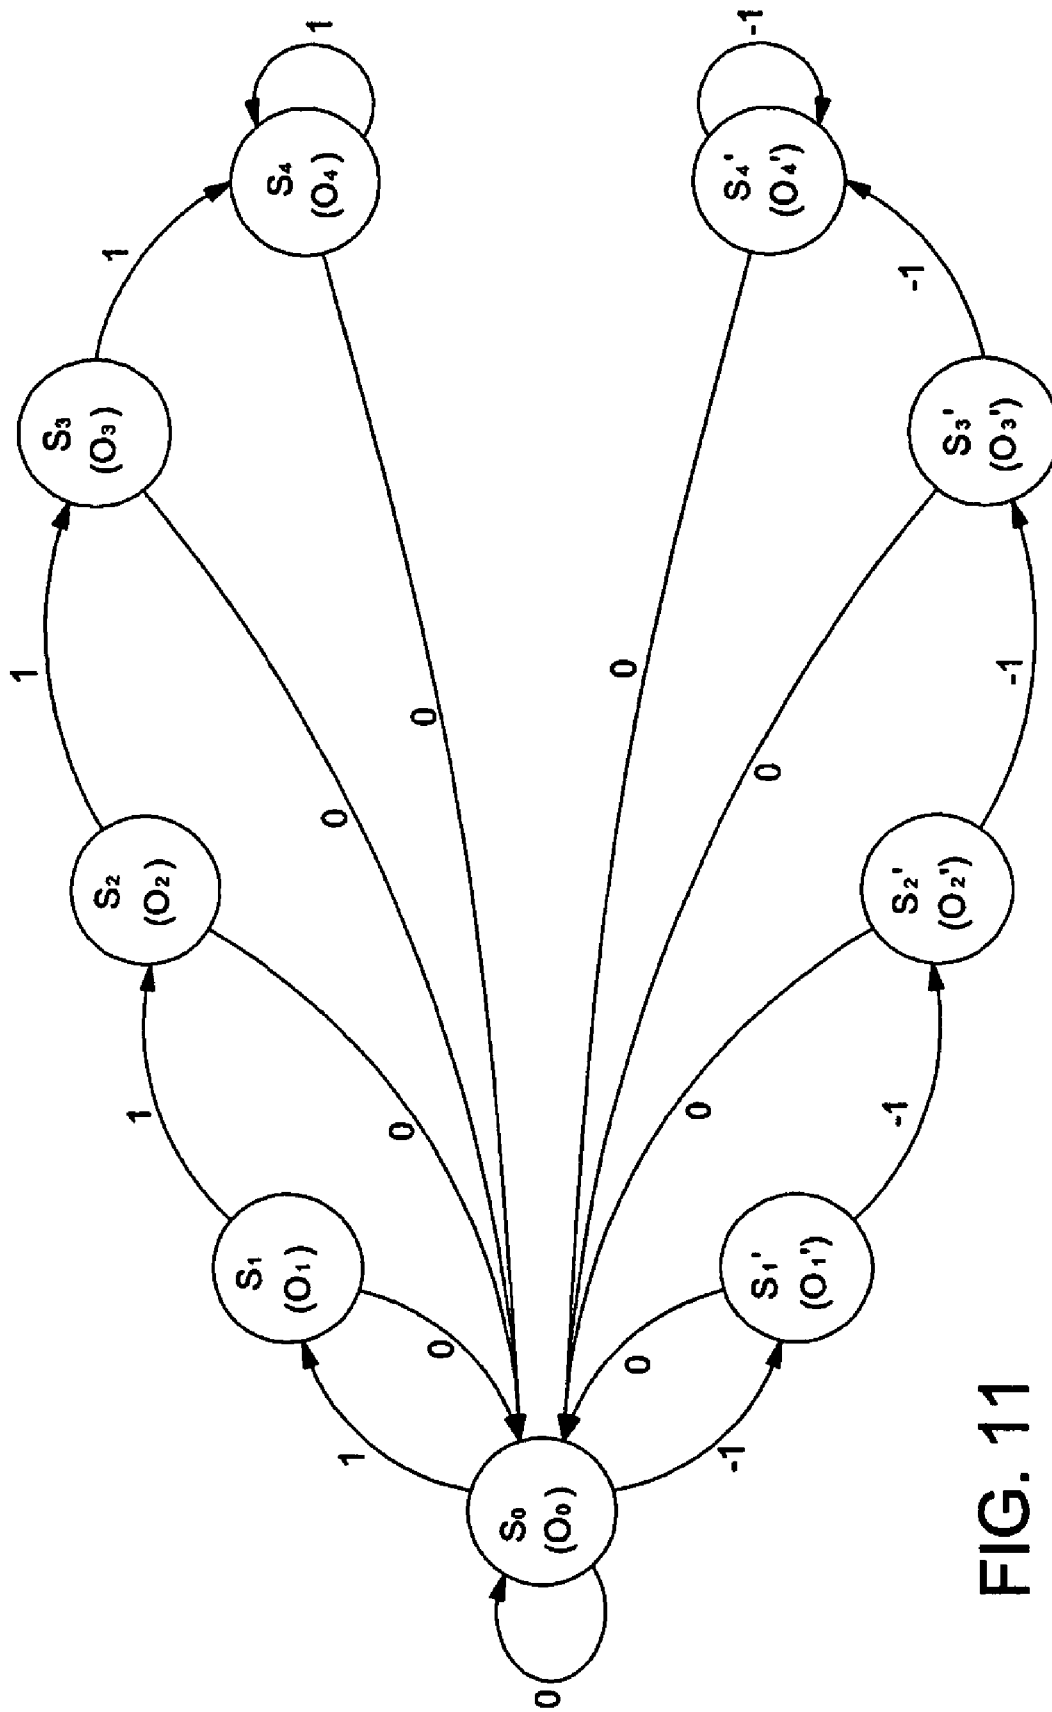 1
S₃
(O₃)
1
1
S₂
(O₂)
0
S₄
(O₄)
1
1
S₁
(O₁)
0
0
1
0
0
S₀
(O₀)
0
-1
0
S₁'
(O₁')
0
0
0
S₄'
(O₄')
-1
-1
S₂'
(O₂')
-1
S₃'
(O₃')
-1
FIG. 11